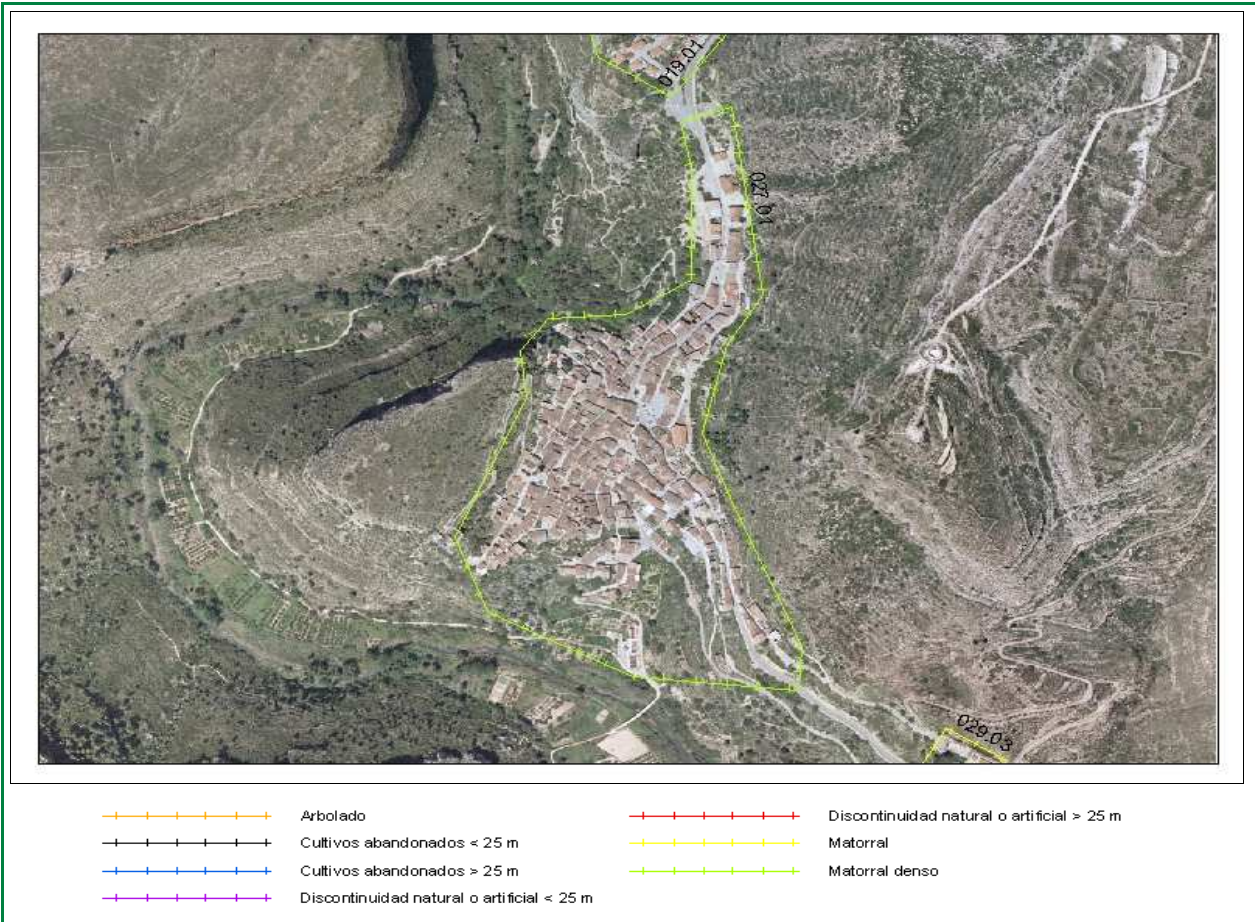 019.01
027.01
029.03
Arbolado
Cultivos abandonados < 25 m
Cultivos abandonados > 25 m
Discontinuidad natural o artificial < 25 m
Discontinuidad natural o artificial > 25 m
Matorral
Matorral denso